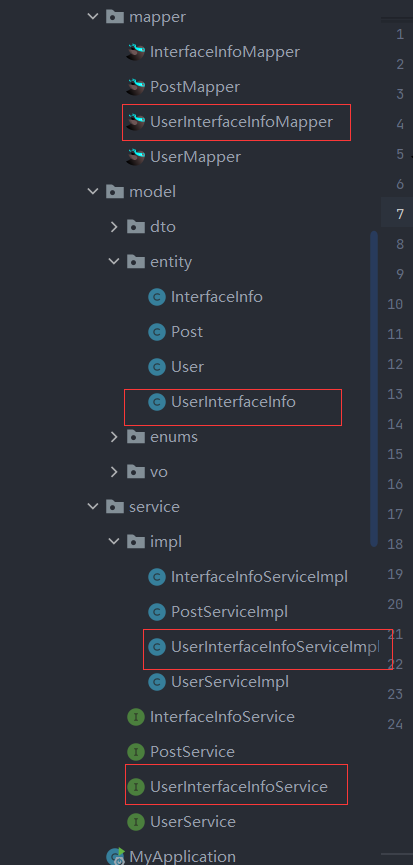 mapper
1
InterfaceInfoMapper
2
PostMapper
3
UserInterfaceInfoMapper
4
UserMapper
5
model
6
dto
7
entity
8
9
InterfaceInfo
10
Post
11
User
12
UserInterfaceInfo
13
enums
14
vo
15
service
16
impl
17
18
InterfaceInfoServiceImpl
19
PostServiceImpl
20
UserInterfaceInfoServiceImpl
21
22
UserServiceImpl
23
InterfaceInfoService
24
PostService
UserInterfaceInfoService
UserService
MyApplication